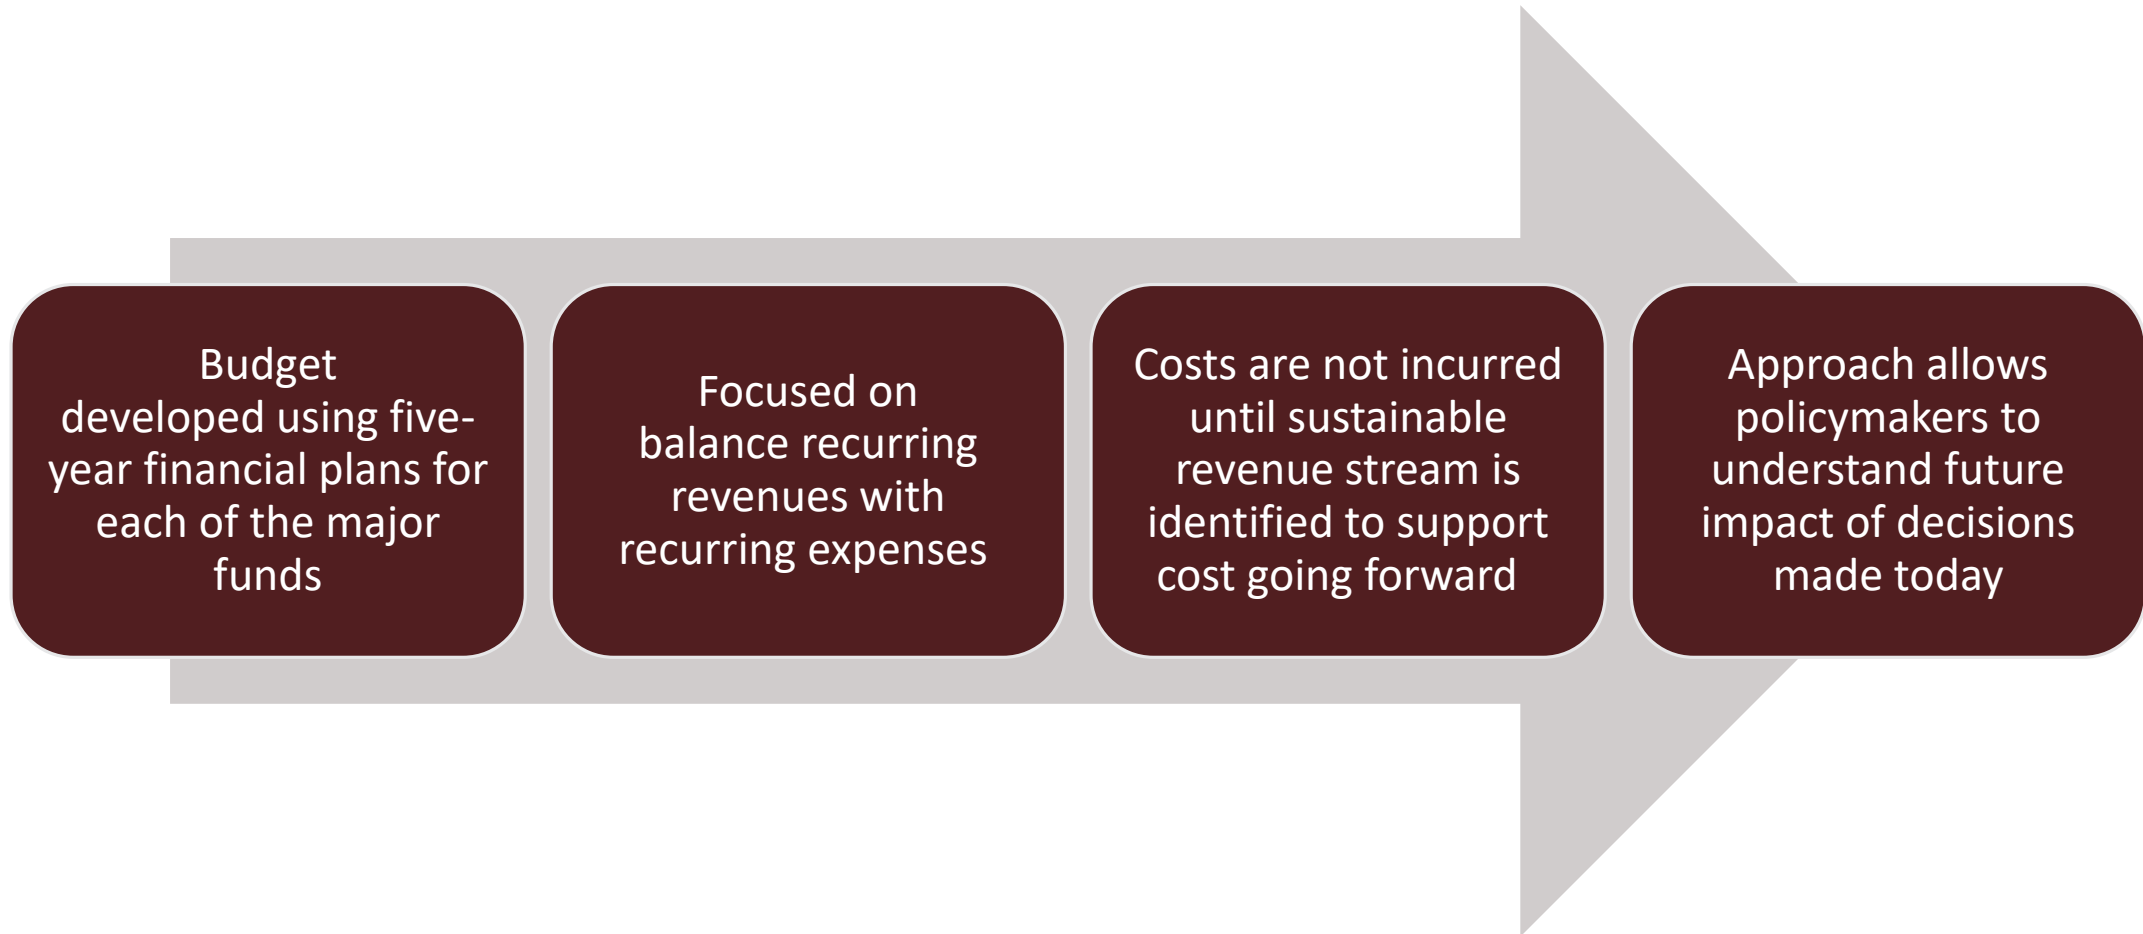 Budget
developed using five-
year financial plans for
each of the major
funds
Focused on
balance recurring
revenues with
recurring expenses
Costs are not incurred
until sustainable
revenue stream is
identified to support
cost going forward
Approach allows
policymakers to
understand future
impact of decisions
made today